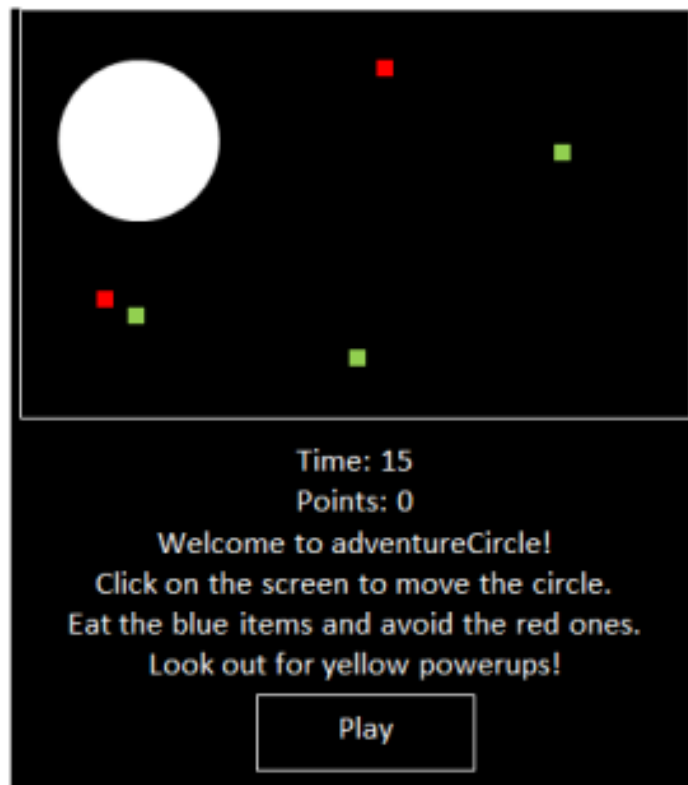 Time: 15
Points: 0
Welcome to adventureCircle!
Click on the screen to move the circle.
Eat the blue items and avoid the red ones.
Look out for yellow powerups!
Play